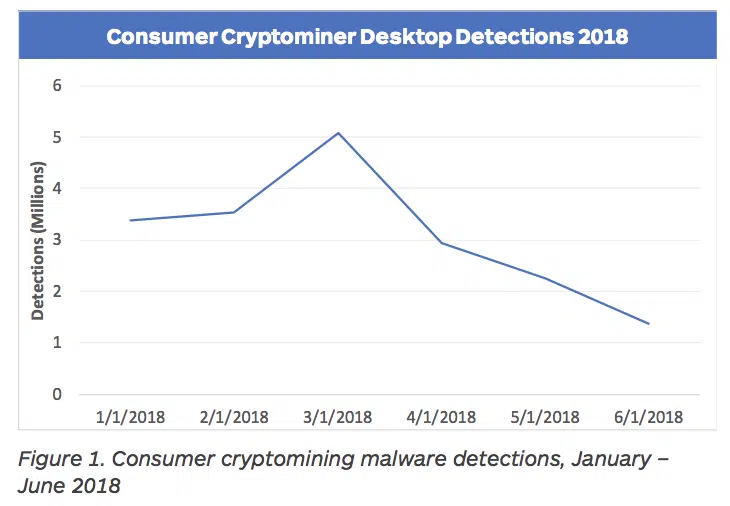 Consumer Cryptominer Desktop Detections 2018
Detections (Millions)
6
5
4
3
2
1
0
1/1/2018 2/1/2018 3/1/2018 4/1/2018 5/1/2018 6/1/2018
Figure 1. Consumer cryptomining malware detections, January –
June 2018